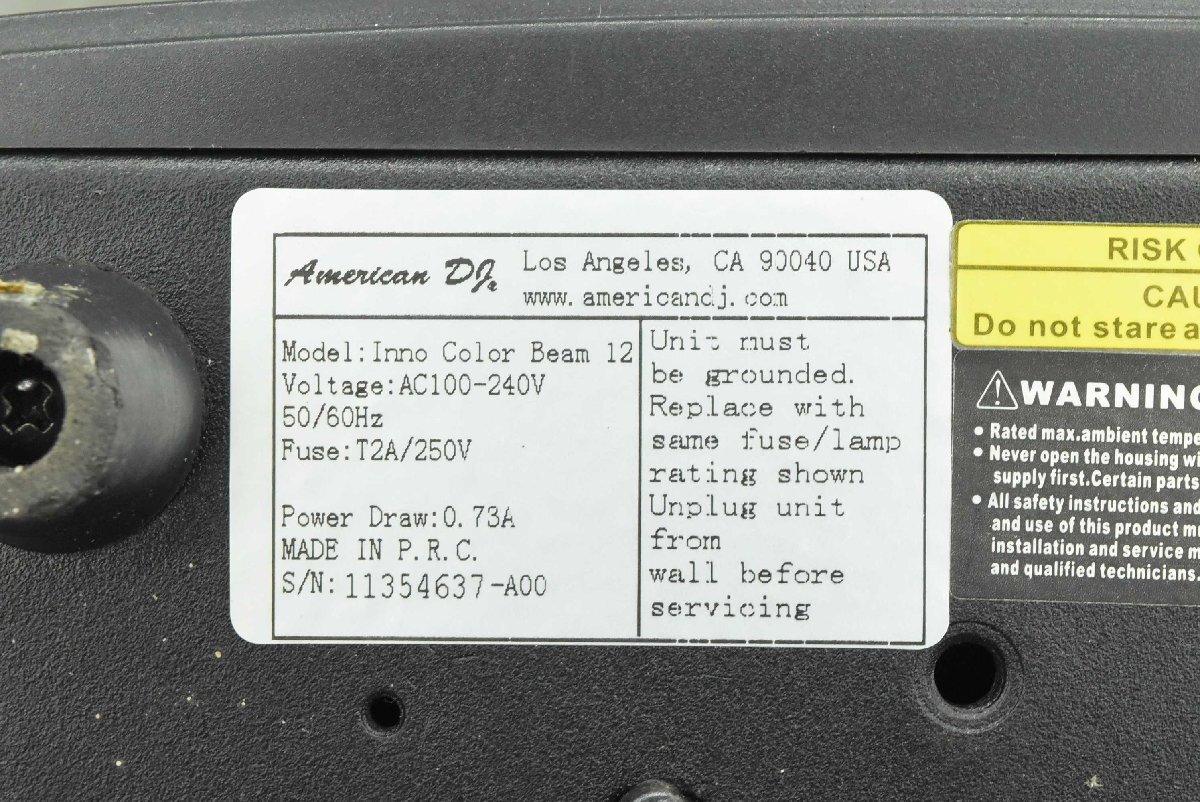 American DJ. Los Angeles, CA 90040 USA
www.americandj.com
Model:Inno Color Beam 12
Voltage:AC100-240V
50/60Hz
Fuse:T2A/250V
Power Draw:0.73A
MADE IN P.R.C.
S/N:11354637-A00
Unit must
be grounded.
Replace with
same fuse/lamp
rating shown
Unplug unit
from
wall before
servicing
RISK
Do not stare
WARNING
• Rated max.ambient
• Never open the housing
supply first.Certain parts
• All safety instructions and
and use of this product
installation and service
and qualified technicians.